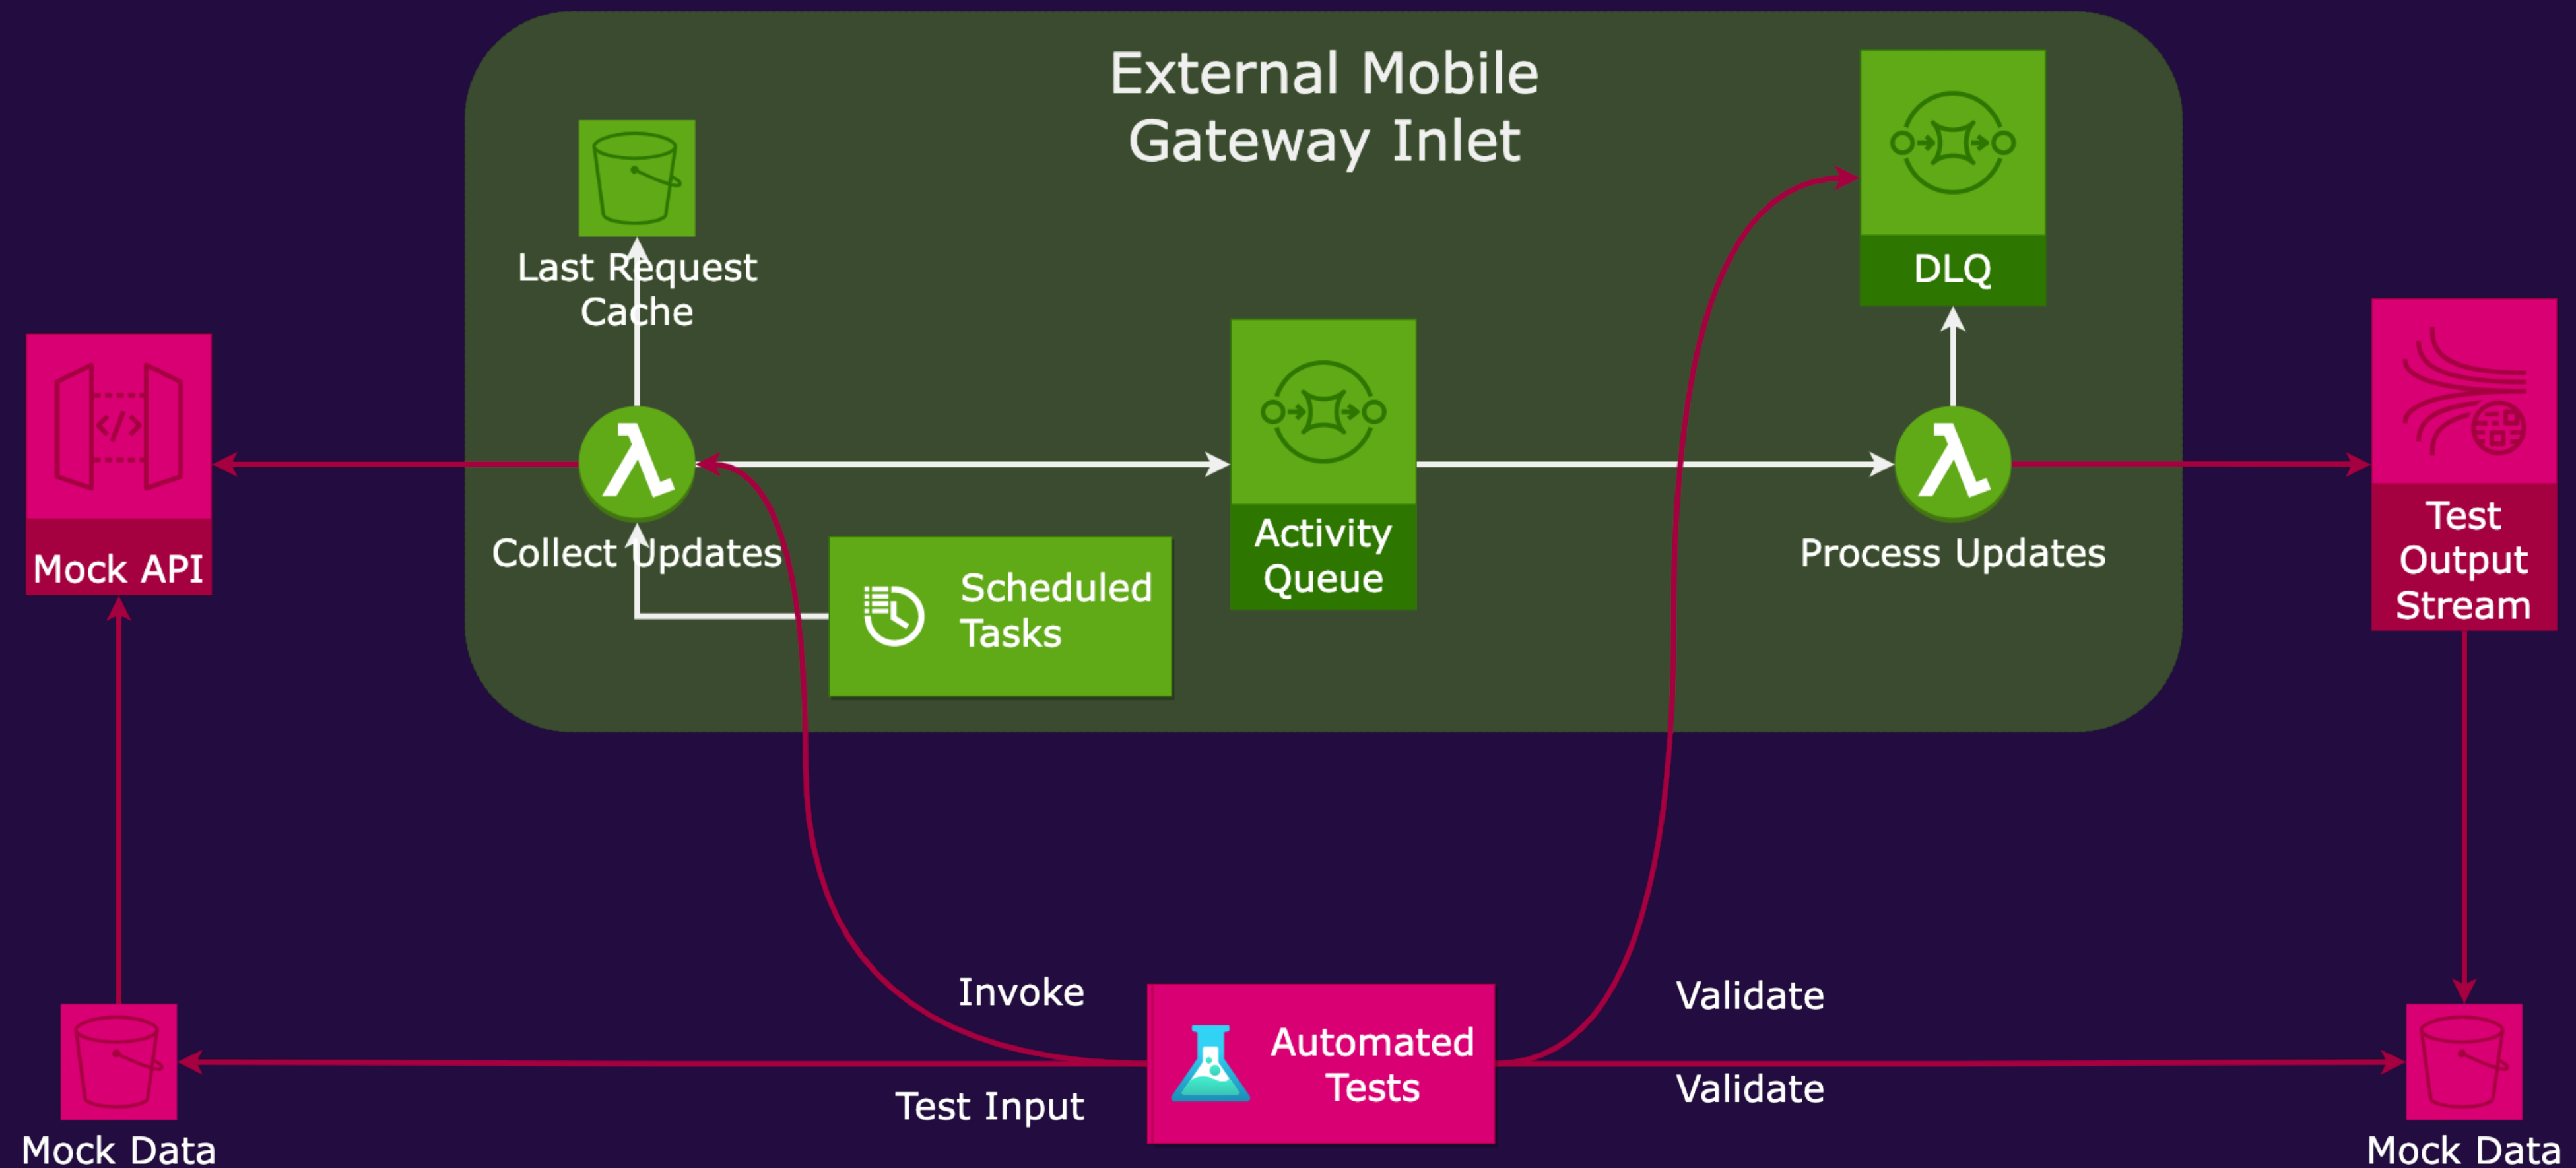 External Mobile
Gateway Inlet
Last Request
Cache
DLQ
Mock API
Collect Updates
Scheduled
Tasks
Activity
Queue
Process Updates
Test
Output
Stream
Invoke
Validate
Automated
Tests
Test Input
Validate
Mock Data
Mock Data